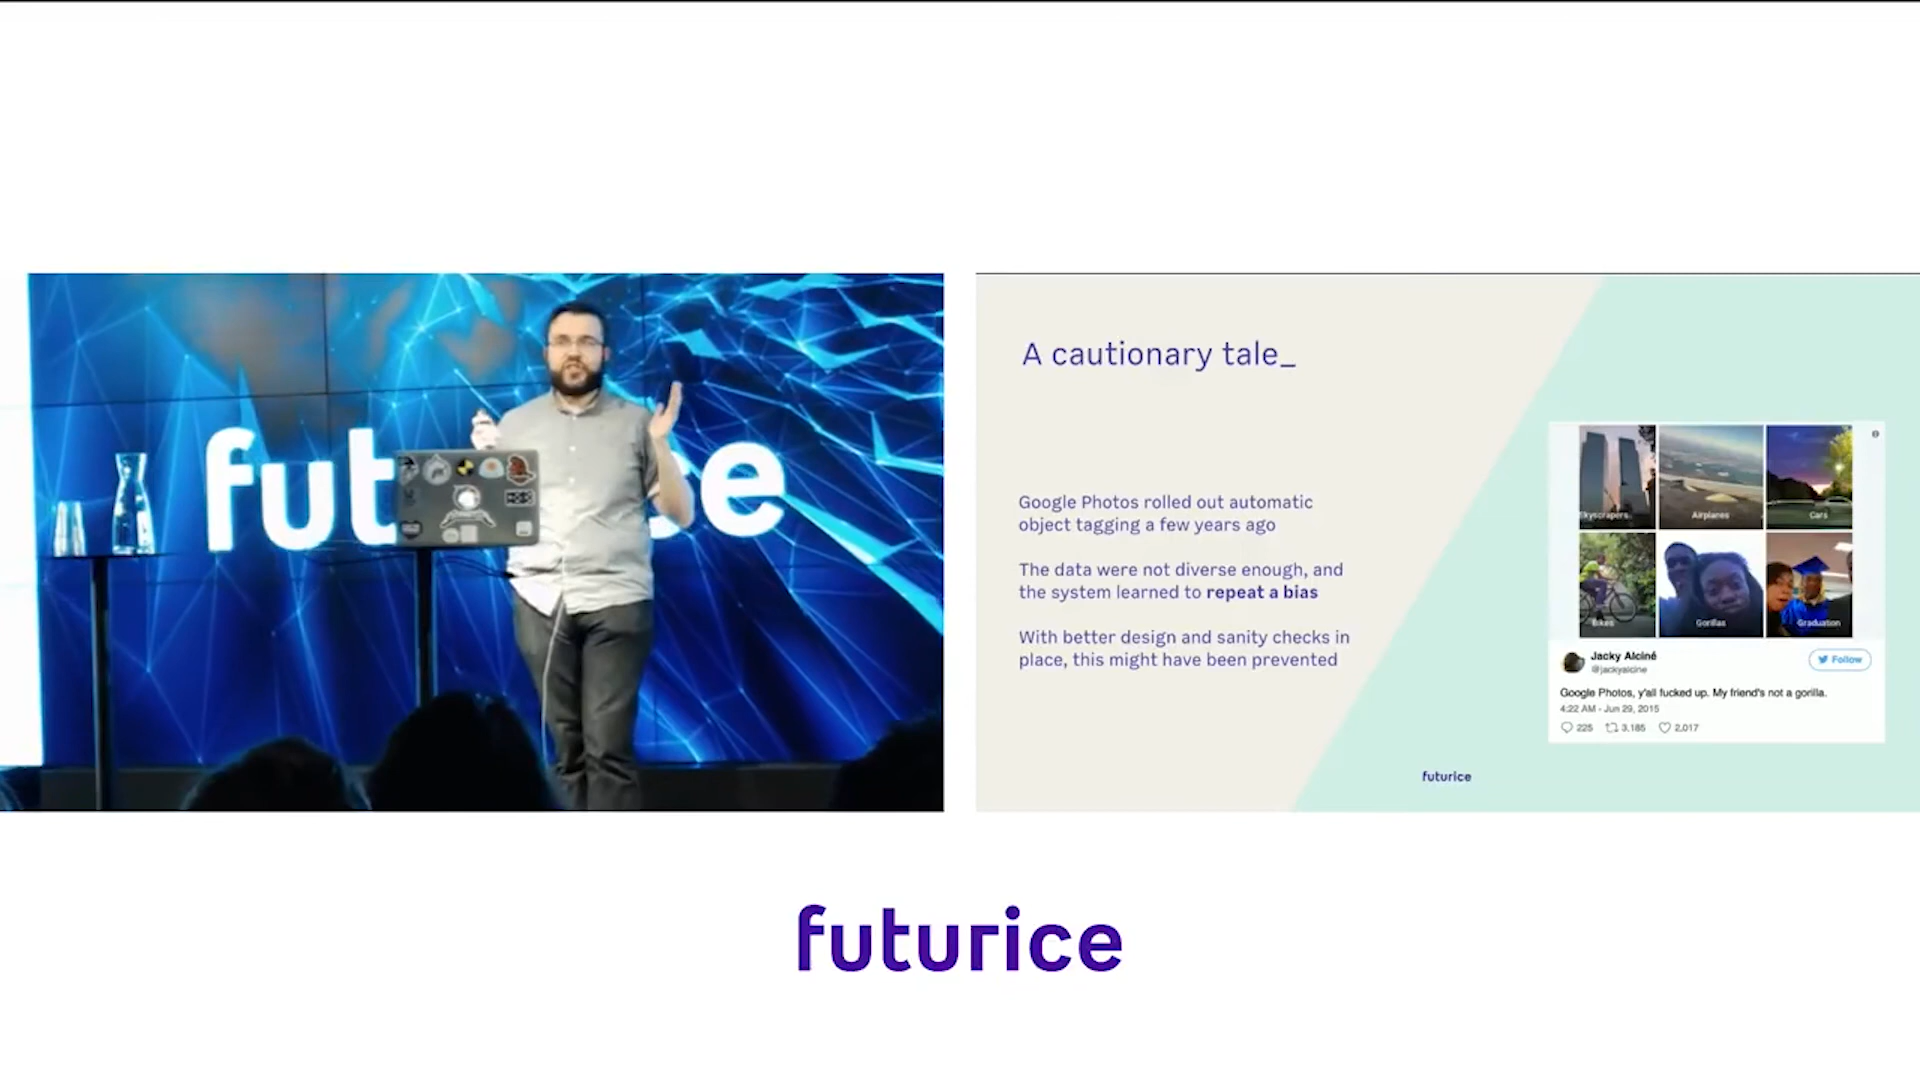 futurice
A cautionary tale_
Google Photos rolled out automatic
object tagging a few years ago
The data were not diverse enough, and
the system learned to repeat a bias
With better design and sanity checks in
place, this might have been prevented
Skyscrapers
Airplanes
Cars
Bikes
Gorillas
Graduation
Jacky Alciné
@jackyalcine
Follow
Google Photos, y'all fucked up. My friend's not a gorilla.
4:22 AM - Jun 29, 2015
225 3,185 2,017
futurice
futurice